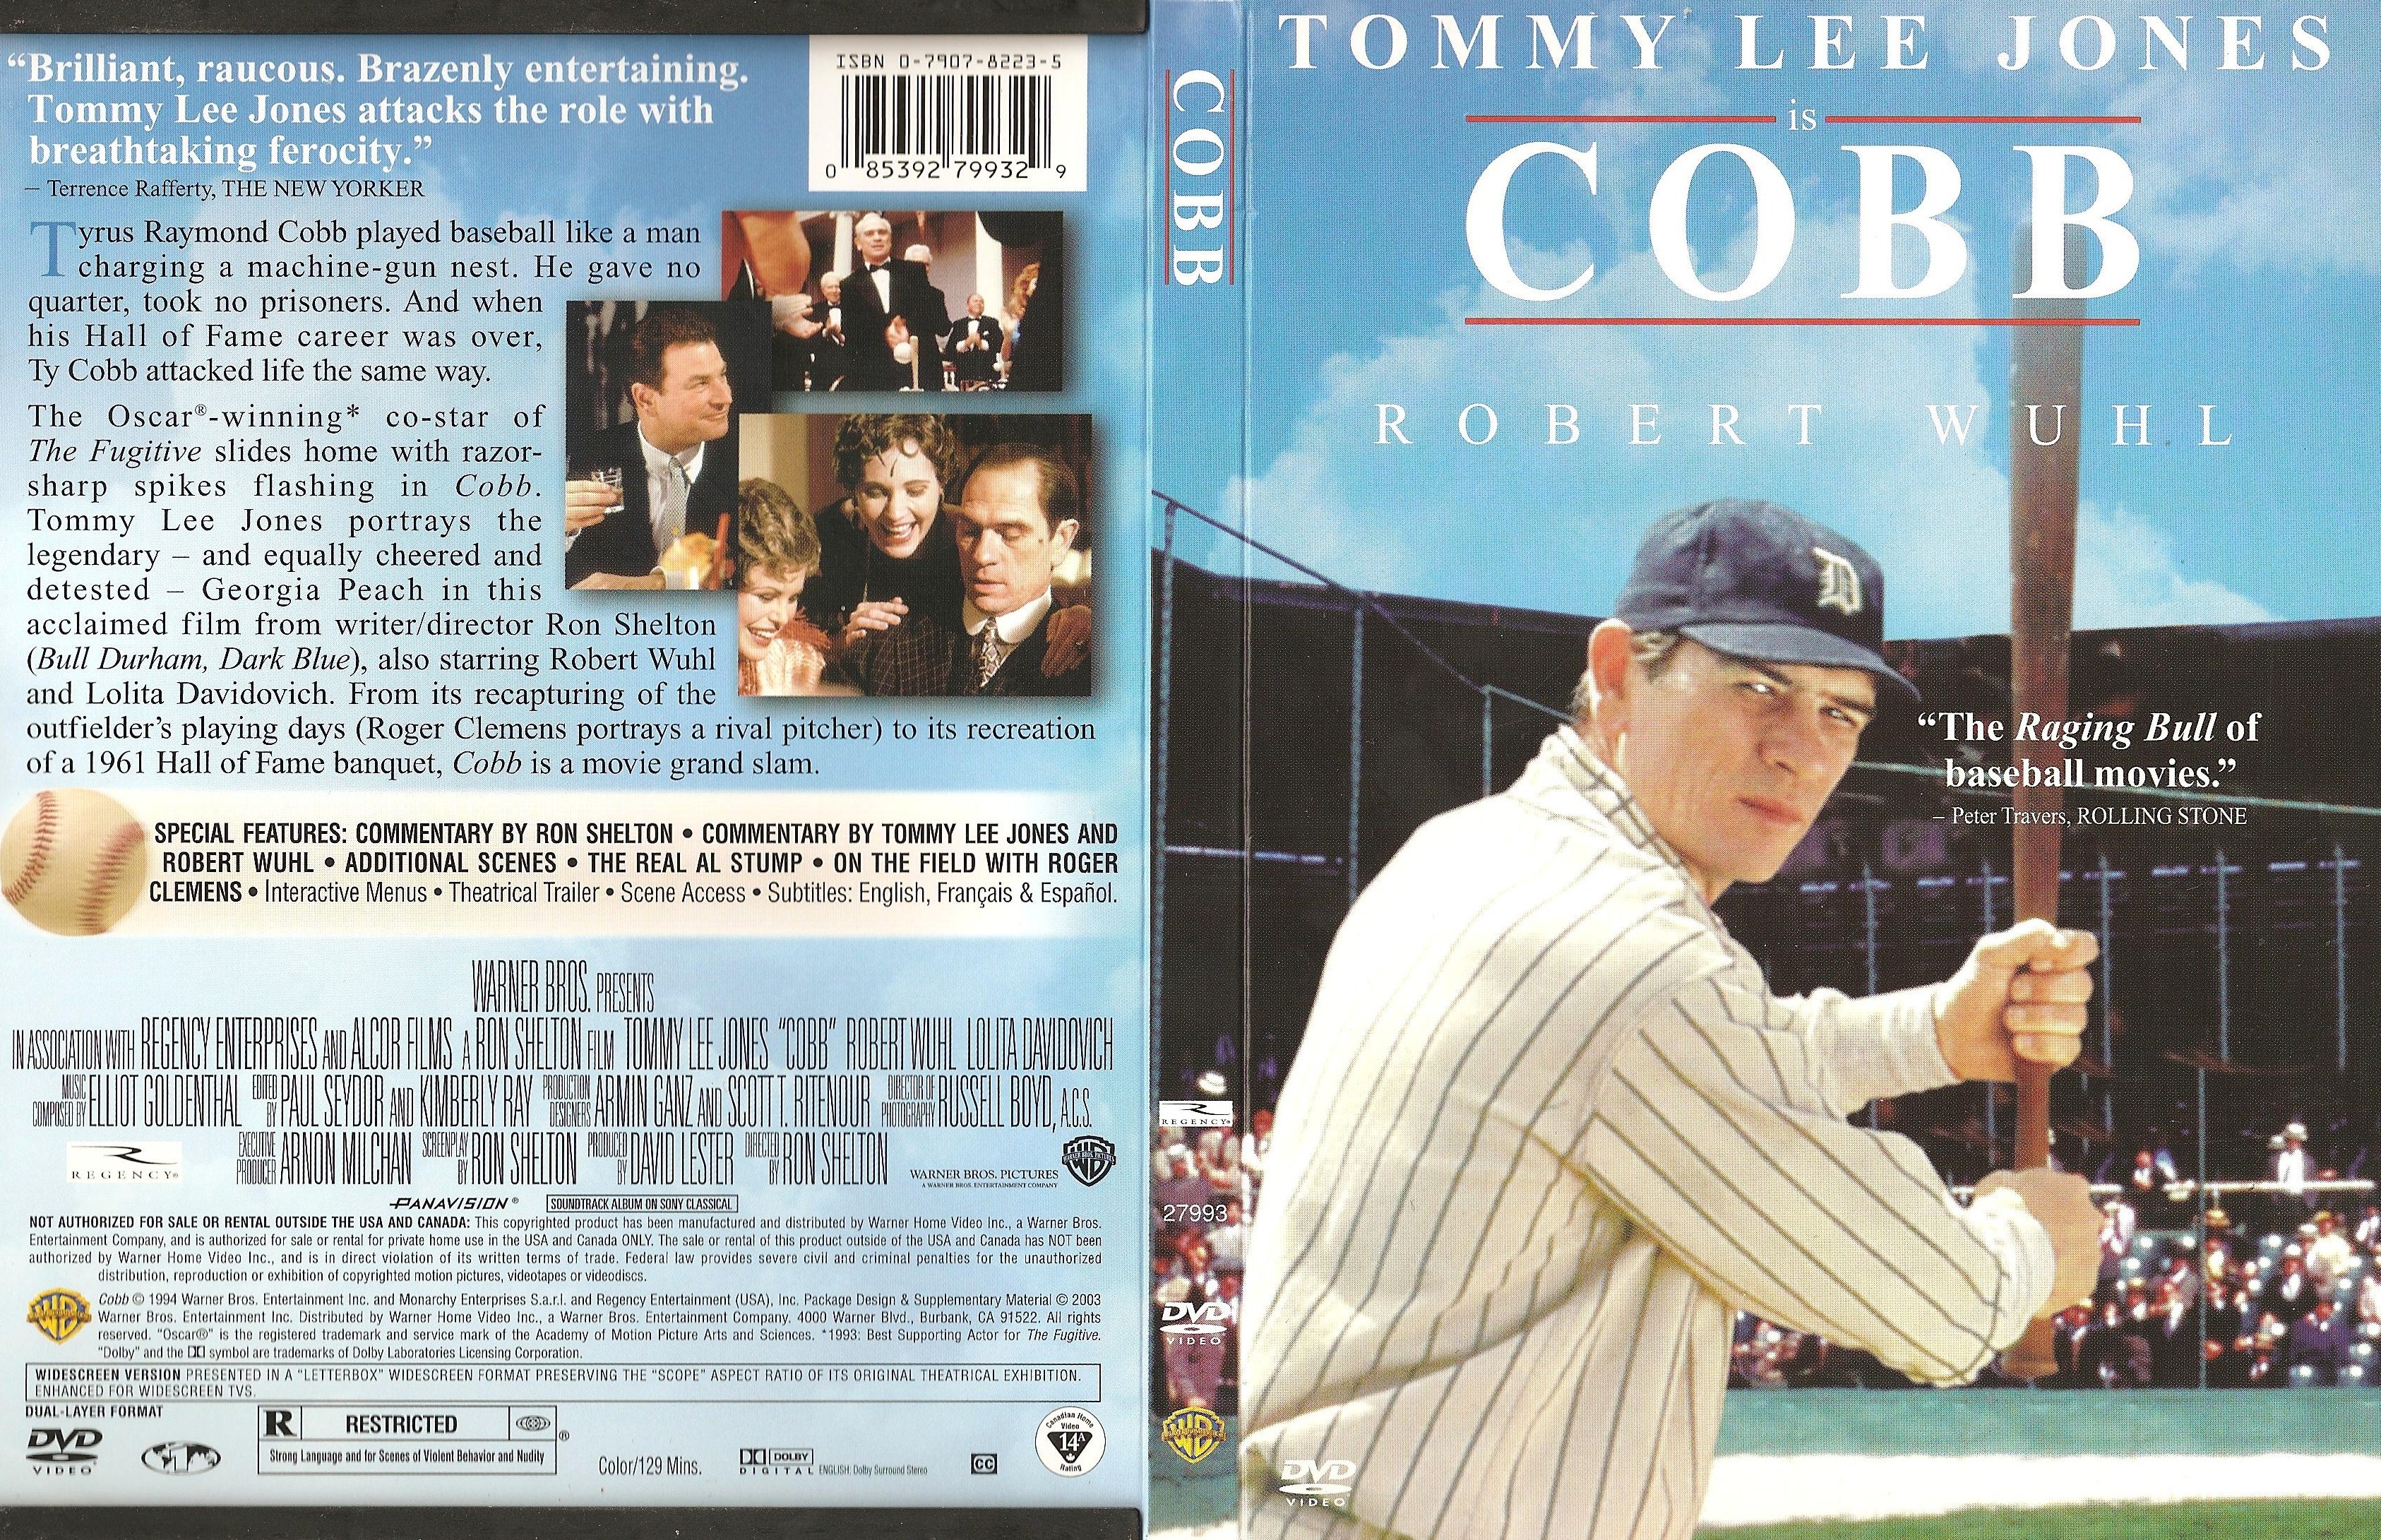 “Brilliant, raucous. Brazenly entertaining.
Tommy Lee Jones attacks the role with
breathtaking ferocity.”
– Terrence Rafferty, THE NEW YORKER
ISBN 0-7907-8223-5
0 85392 79932 9
Tyrus Raymond Cobb played baseball like a man
charging a machine-gun nest. He gave no
quarter, took no prisoners. And when
his Hall of Fame career was over,
Ty Cobb attacked life the same way.
The Oscar®-winning* co-star of
The Fugitive slides home with razor-
sharp spikes flashing in Cobb.
Tommy Lee Jones portrays the
legendary – and equally cheered and
detested – Georgia Peach in this
acclaimed film from writer/director Ron Shelton
(Bull Durham, Dark Blue), also starring Robert Wuhl
and Lolita Davidovich. From its recapturing of the
outfielder’s playing days (Roger Clemens portrays a rival pitcher) to its recreation
of a 1961 Hall of Fame banquet, Cobb is a movie grand slam.
SPECIAL FEATURES: COMMENTARY BY RON SHELTON • COMMENTARY BY TOMMY LEE JONES AND
ROBERT WUHL • ADDITIONAL SCENES • THE REAL AL STUMP • ON THE FIELD WITH ROGER
CLEMENS • Interactive Menus • Theatrical Trailer • Scene Access • Subtitles: English, Français & Español.
WARNER BROS. PRESENTS
IN ASSOCIATION WITH REGENCY ENTERPRISES AND ALCOR FILMS A RON SHELTON FILM TOMMY LEE JONES “COBB” ROBERT WUHL LOLITA DAVIDOVICH
MUSIC COMPOSED BY ELLIOT GOLDENTHAL EDITED BY PAUL SEYDOR AND KIMBERLY RAY PRODUCTION DESIGNERS ARMIN GANZ AND SCOTT T. RITENOUR DIRECTOR OF PHOTOGRAPHY RUSSELL BOYD, A.C.S.
EXECUTIVE PRODUCER ARNON MILCHAN SCREENPLAY BY RON SHELTON PRODUCED BY DAVID LESTER DIRECTED BY RON SHELTON
REGENCY®
WARNER BROS. PICTURES
A WARNER BROS. ENTERTAINMENT COMPANY
PANAVISION®
SOUNDTRACK ALBUM ON SONY CLASSICAL
NOT AUTHORIZED FOR SALE OR RENTAL OUTSIDE THE USA AND CANADA: This copyrighted product has been manufactured and distributed by Warner Home Video Inc., a Warner Bros.
Entertainment Company, and is authorized for sale or rental for private home use in the USA and Canada ONLY. The sale or rental of this product outside of the USA and Canada has NOT been
authorized by Warner Home Video Inc., and is in direct violation of its written terms of trade. Federal law provides severe civil and criminal penalties for the unauthorized
distribution, reproduction or exhibition of copyrighted motion pictures, videotapes or videodiscs.
Cobb © 1994 Warner Bros. Entertainment Inc. and Monarchy Enterprises S.a.r.l. and Regency Entertainment (USA), Inc. Package Design & Supplementary Material © 2003
Warner Bros. Entertainment Inc. Distributed by Warner Home Video Inc., a Warner Bros. Entertainment Company. 4000 Warner Blvd., Burbank, CA 91522. All rights
reserved. “Oscar®” is the registered trademark and service mark of the Academy of Motion Picture Arts and Sciences. *1993: Best Supporting Actor for The Fugitive.
“Dolby” and the DD symbol are trademarks of Dolby Laboratories Licensing Corporation.
WIDESCREEN VERSION PRESENTED IN A “LETTERBOX” WIDESCREEN FORMAT PRESERVING THE “SCOPE” ASPECT RATIO OF ITS ORIGINAL THEATRICAL EXHIBITION.
ENHANCED FOR WIDESCREEN TVS.
DUAL-LAYER FORMAT
DVD
VIDEO
1
R RESTRICTED ®
Strong Language and for Scenes of Violent Behavior and Nudity
Color/129 Mins.
DOLBY
DIGITAL ENGLISH: Dolby Surround Stereo
CC
Canadian Home
Video
14A
Rating
COBB
REGENCY®
27993
DVD
VIDEO
TOMMY LEE JONES
is
COBB
ROBERT WUHL
D
“The Raging Bull of
baseball movies.”
– Peter Travers, ROLLING STONE
DVD
VIDEO